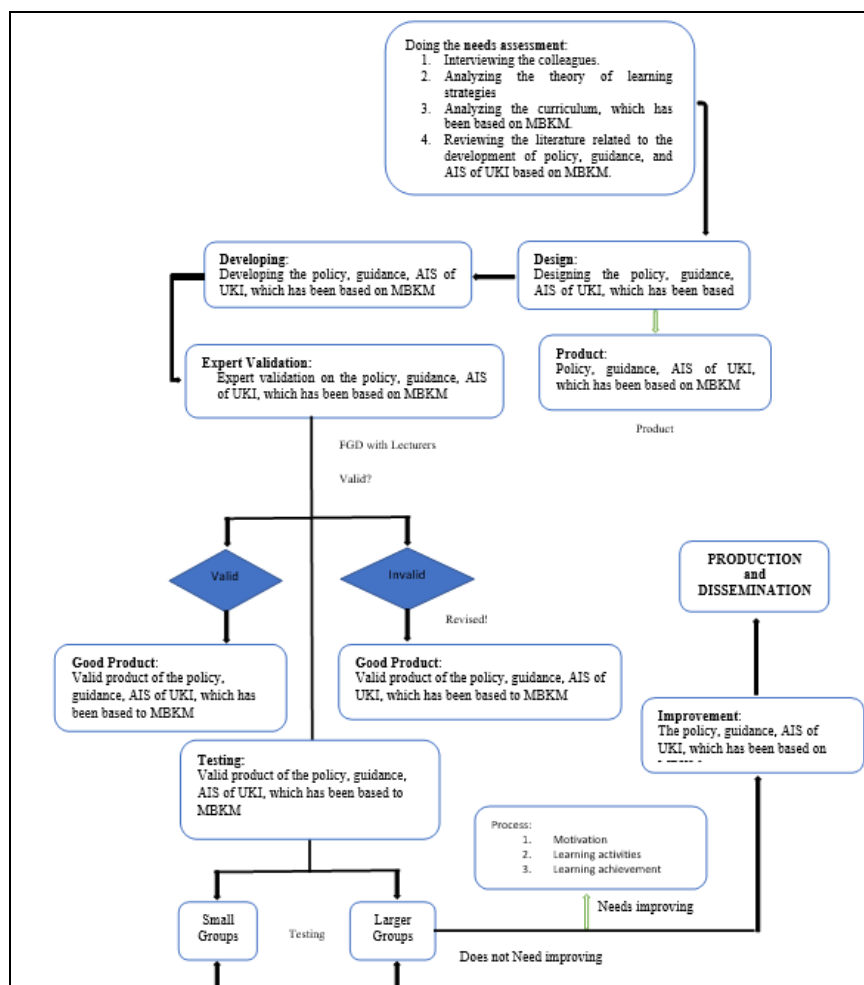 Doing the needs assessment:
1. Interviewing the colleagues.
2. Analyzing the theory of learning
strategies
3. Analyzing the curriculum, which has
been based on MBKM.
4. Reviewing the literature related to the
development of policy, guidance, and
AIS of UKI based on MBKM.
Developing:
Developing the policy, guidance, AIS of
UKI, which has been based on MBKM
Design:
Designing the policy, guidance,
AIS of UKI, which has been based
Expert Validation:
Expert validation on the policy, guidance, AIS
of UKI, which has been based on MBKM
Product:
Policy, guidance, AIS of UKI,
which has been based on MBKM
Product
FGD with Lecturers
Valid?
Valid
Invalid
Revised!
PRODUCTION
and
DISSEMINATION
Good Product:
Valid product of the policy,
guidance, AIS of UKI, which has
been based to MBKM
Good Product:
Valid product of the policy, guidance, AIS of
UKI, which has been based to MBKM
Improvement:
The policy, guidance, AIS of
UKI, which has been based on
Testing:
Valid product of the policy, guidance,
AIS of UKI, which has been based to
MBKM
Process:
1. Motivation
2. Learning activities
3. Learning achievement
Needs improving
Small
Groups
Testing
Larger
Groups
Does not Need improving